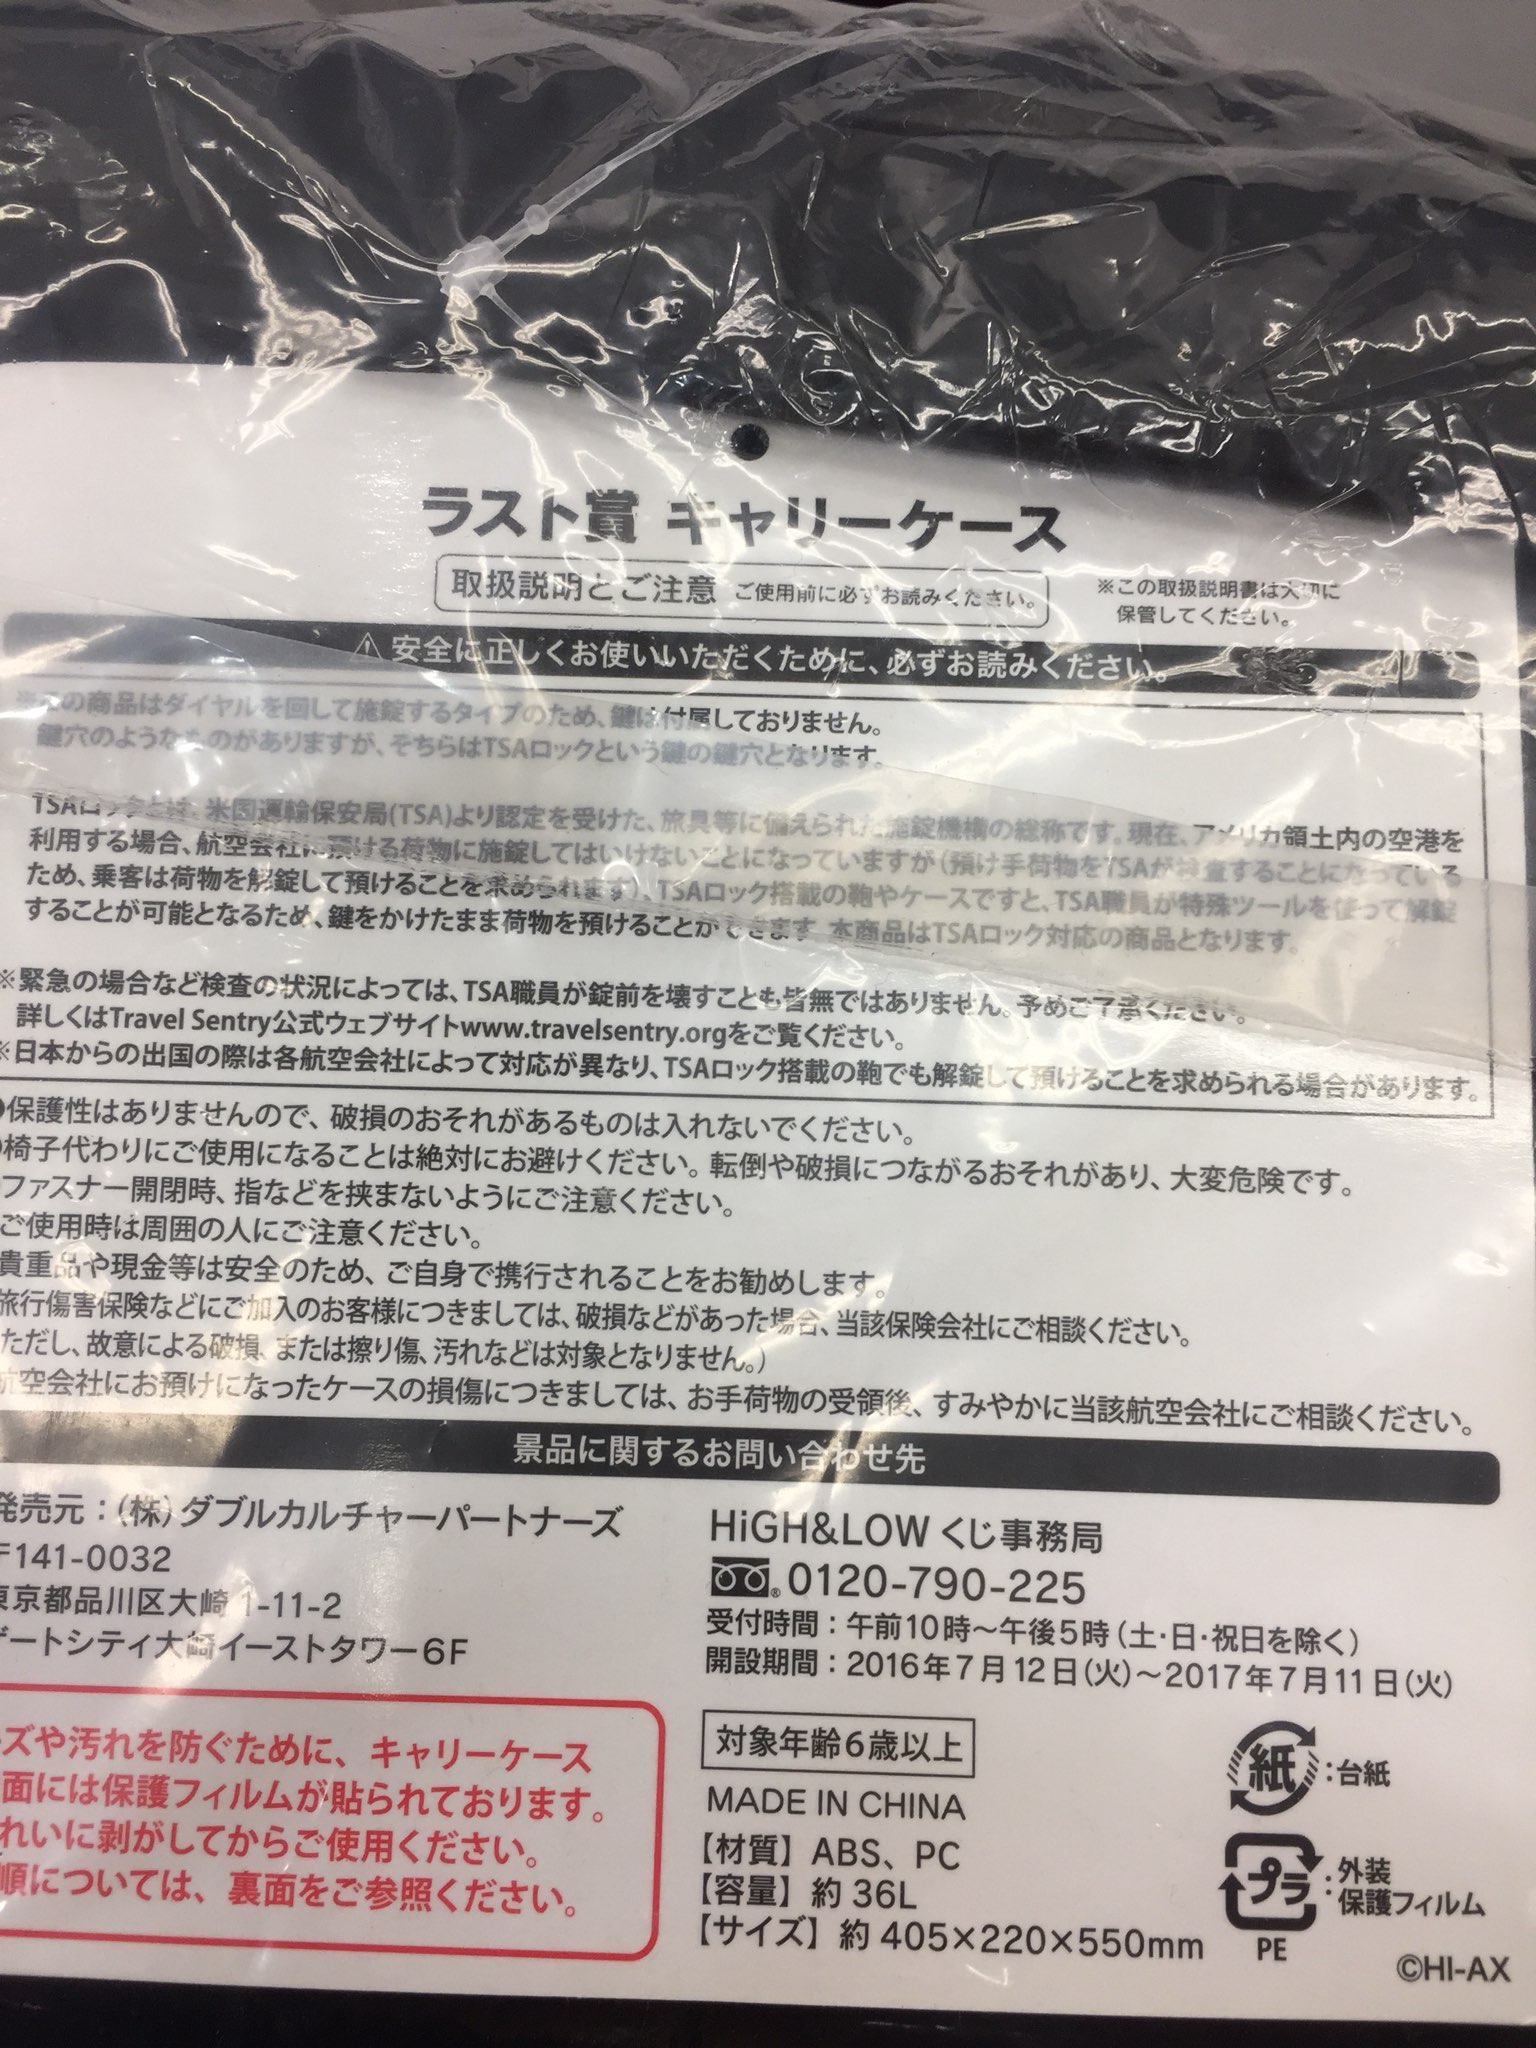 ラスト賞 キャリーケース
取扱説明とご注意 ご使用前に必ずお読みください。
※この取扱説明書は大切に
保管してください。
⚠安全に正しくお使いいただくために、必ずお読みください。
※この商品はダイヤルを回して施錠するタイプのため、鍵は付属しておりません。
鍵穴のようなものがありますが、そちらはTSAロックという鍵の鍵穴となります。
TSAロックとは、米国運輸保安局(TSA)より認定を受けた、旅具等に備えられた施錠機構の総称です。現在、アメリカ領土内の空港を
利用する場合、航空会社に預ける荷物に施錠してはいけないことになっていますが(預け手荷物をTSAが検査することになっている
ため、乗客は荷物を解錠して預けることを求められます)、TSAロック搭載の鞄やケースですと、TSA職員が特殊ツールを使って解錠
することが可能となるため、鍵をかけたまま荷物を預けることができます。本商品はTSAロック対応の商品となります。
※緊急の場合など検査の状況によっては、TSA職員が錠前を壊すことも皆無ではありません。予めご了承ください。
詳しくはTravel Sentry公式ウェブサイトwww.travelsentry.orgをご覧ください。
※日本からの出国の際は各航空会社によって対応が異なり、TSAロック搭載の鞄でも解錠して預けることを求められる場合があります。
●保護性はありませんので、破損のおそれがあるものは入れないでください。
●椅子代わりにご使用になることは絶対にお避けください。転倒や破損につながるおそれがあり、大変危険です。
ファスナー開閉時、指などを挟まないようにご注意ください。
ご使用時は周囲の人にご注意ください。
貴重品や現金等は安全のため、ご自身で携行されることをお勧めします。
旅行傷害保険などにご加入のお客様につきましては、破損などがあった場合、当該保険会社にご相談ください。
ただし、故意による破損、または擦り傷、汚れなどは対象となりません。)
航空会社にお預けになったケースの損傷につきましては、お手荷物の受領後、すみやかに当該航空会社にご相談ください。
景品に関するお問い合わせ先
発売元：(株)ダブルカルチャーパートナーズ
〒141-0032
東京都品川区大崎1-11-2
ゲートシティ大崎イーストタワー6F
HiGH&LOWくじ事務局
0120-790-225
受付時間：午前10時～午後5時(土・日・祝日を除く)
開設期間：2016年7月12日(火)～2017年7月11日(火)
ズや汚れを防ぐために、キャリーケース
面には保護フィルムが貼られております。
れいに剥がしてからご使用ください。
順については、裏面をご参照ください。
対象年齢6歳以上
MADE IN CHINA
【材質】ABS、PC
【容量】約36L
【サイズ】約405×220×550mm
紙：台紙
プラ：外装
保護フィルム
PE
©HI-AX